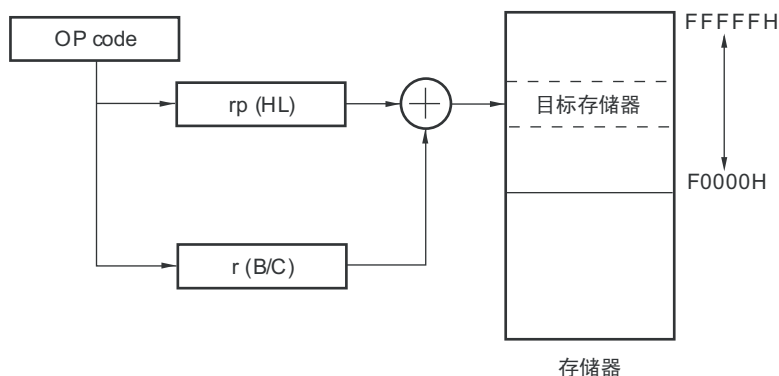 OP code
rp (HL)
r (B/C)
目标存储器
FFFFFH
F0000H
存储器